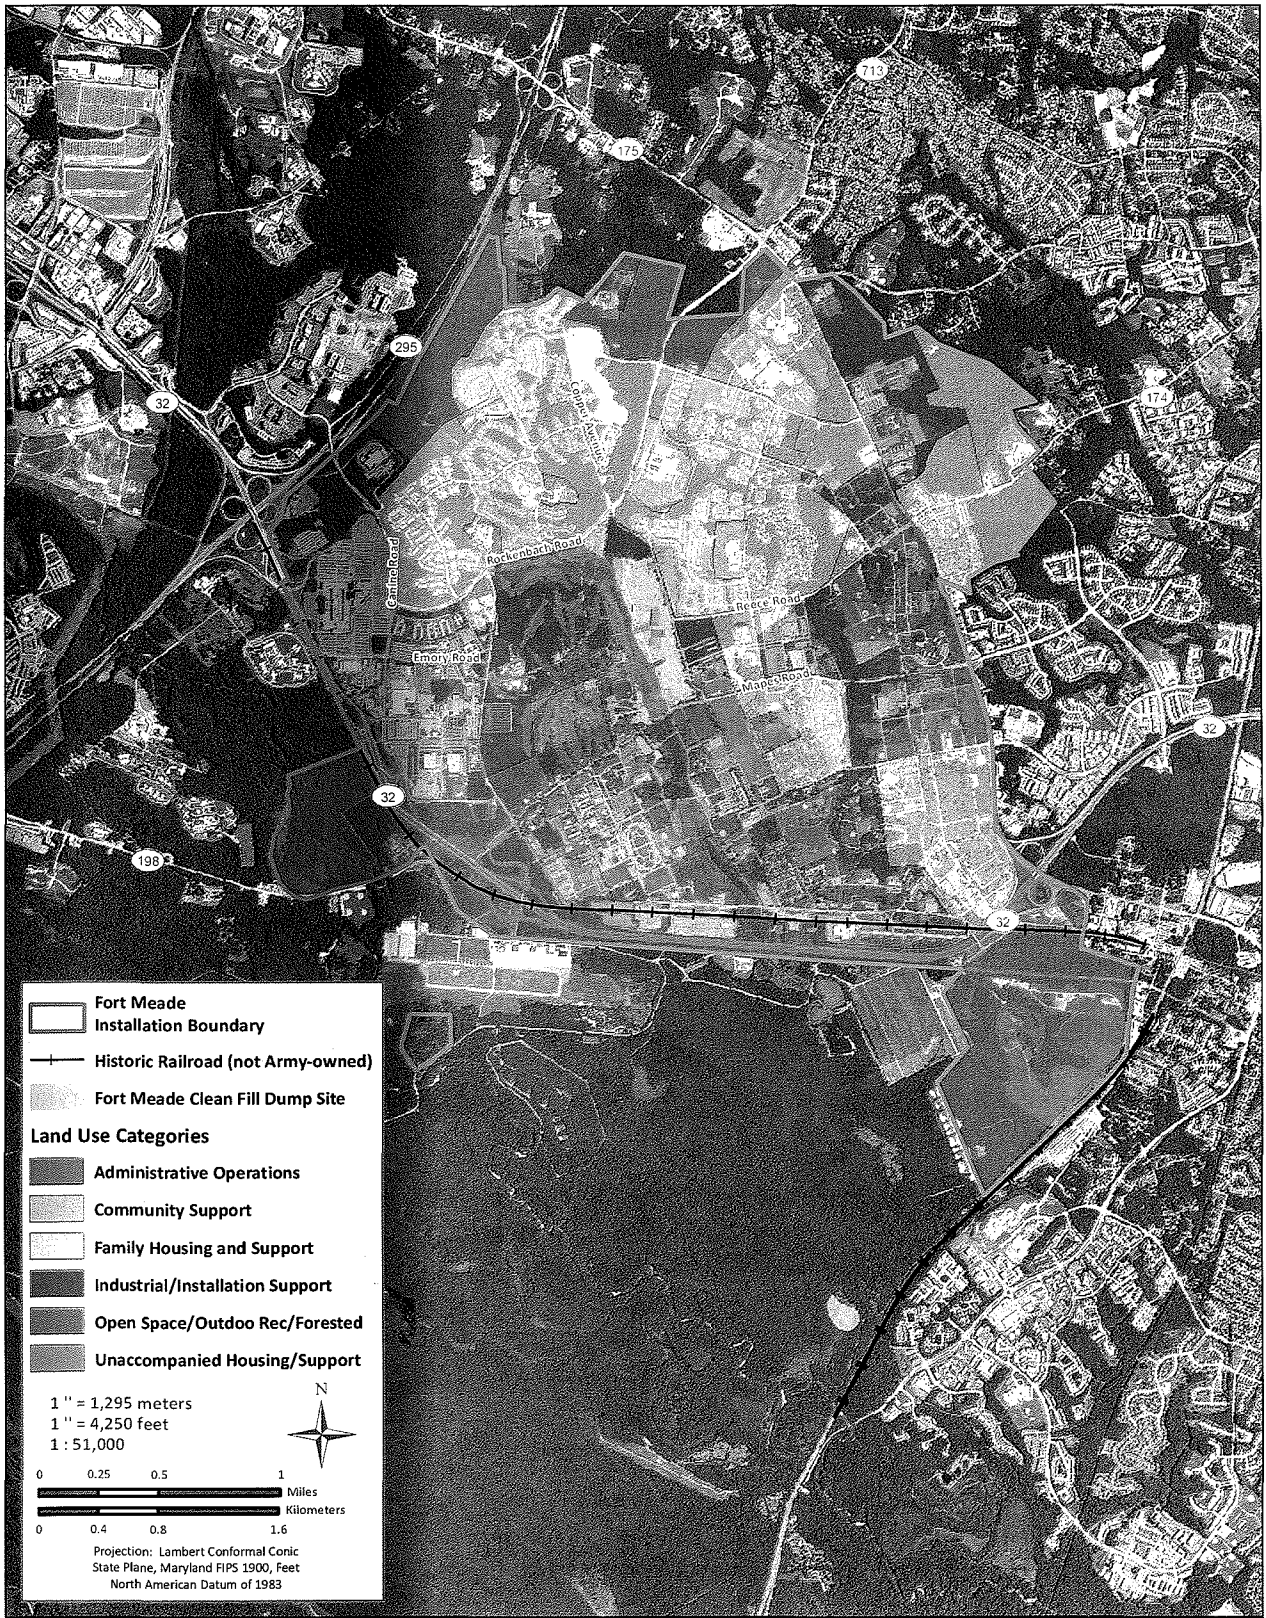 713
175
295
32
174
Conroy Avenue
Rockenbach Road
Canine Road
Reece Road
Emory Road
Mapes Road
32
32
198
32
Fort Meade
Installation Boundary
Historic Railroad (not Army-owned)
Fort Meade Clean Fill Dump Site
Land Use Categories
Administrative Operations
Community Support
Family Housing and Support
Industrial/Installation Support
Open Space/Outdoo Rec/Forested
Unaccompanied Housing/Support
N
1 " = 1,295 meters
1 " = 4,250 feet
1 : 51,000
0 0.25 0.5 1
Miles
Kilometers
0 0.4 0.8 1.6
Projection: Lambert Conformal Conic
State Plane, Maryland FIPS 1900, Feet
North American Datum of 1983